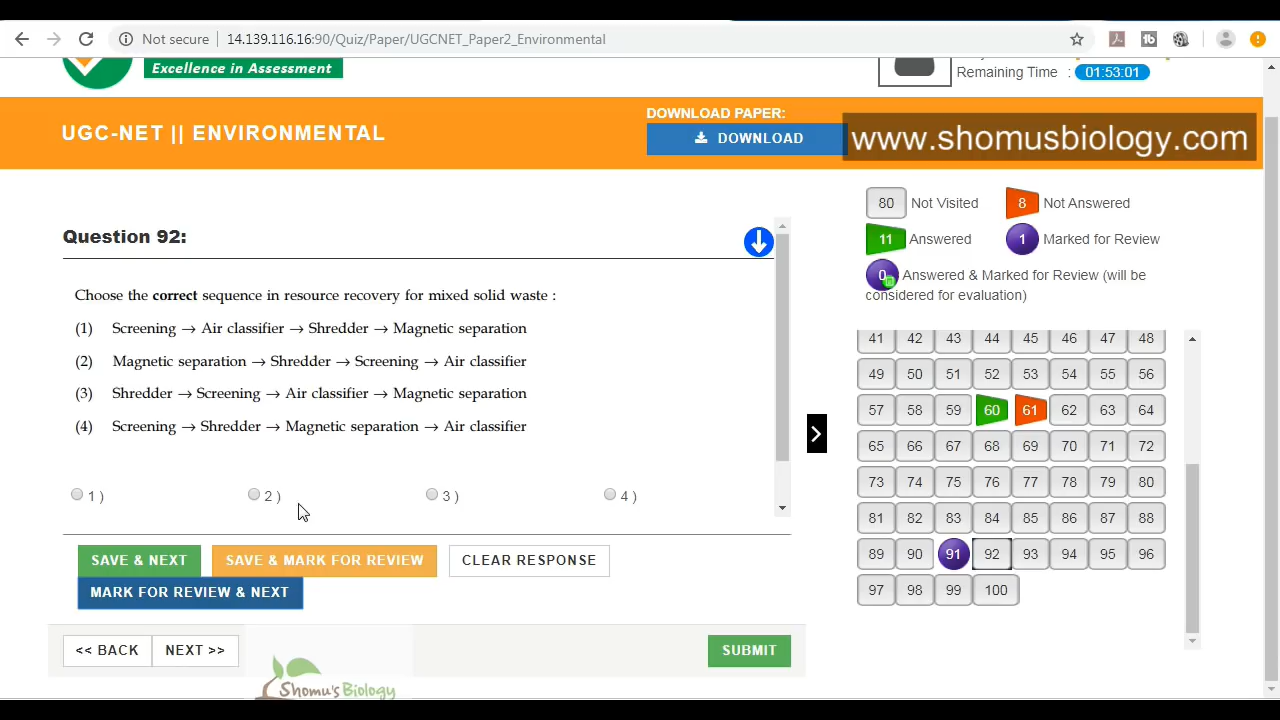 Not secure | 14.139.116.16:90/Quiz/Paper/UGCNET_Paper2_Environmental
Excellence in Assessment
Remaining Time : 01:53:01
UGC-NET || ENVIRONMENTAL
DOWNLOAD PAPER:
DOWNLOAD
www.shomusbiology.com
80 Not Visited 8 Not Answered
11 Answered 1 Marked for Review
0 Answered & Marked for Review (will be
considered for evaluation)
Question 92:
Choose the correct sequence in resource recovery for mixed solid waste :
(1) Screening → Air classifier → Shredder → Magnetic separation
(2) Magnetic separation → Shredder → Screening → Air classifier
(3) Shredder → Screening → Air classifier → Magnetic separation
(4) Screening → Shredder → Magnetic separation → Air classifier
1 ) 2 ) 3 ) 4 )
SAVE & NEXT SAVE & MARK FOR REVIEW CLEAR RESPONSE
MARK FOR REVIEW & NEXT
<< BACK NEXT >> SUBMIT
Shomu's Biology
41 42 43 44 45 46 47 48
49 50 51 52 53 54 55 56
57 58 59 60 61 62 63 64
65 66 67 68 69 70 71 72
73 74 75 76 77 78 79 80
81 82 83 84 85 86 87 88
89 90 91 92 93 94 95 96
97 98 99 100